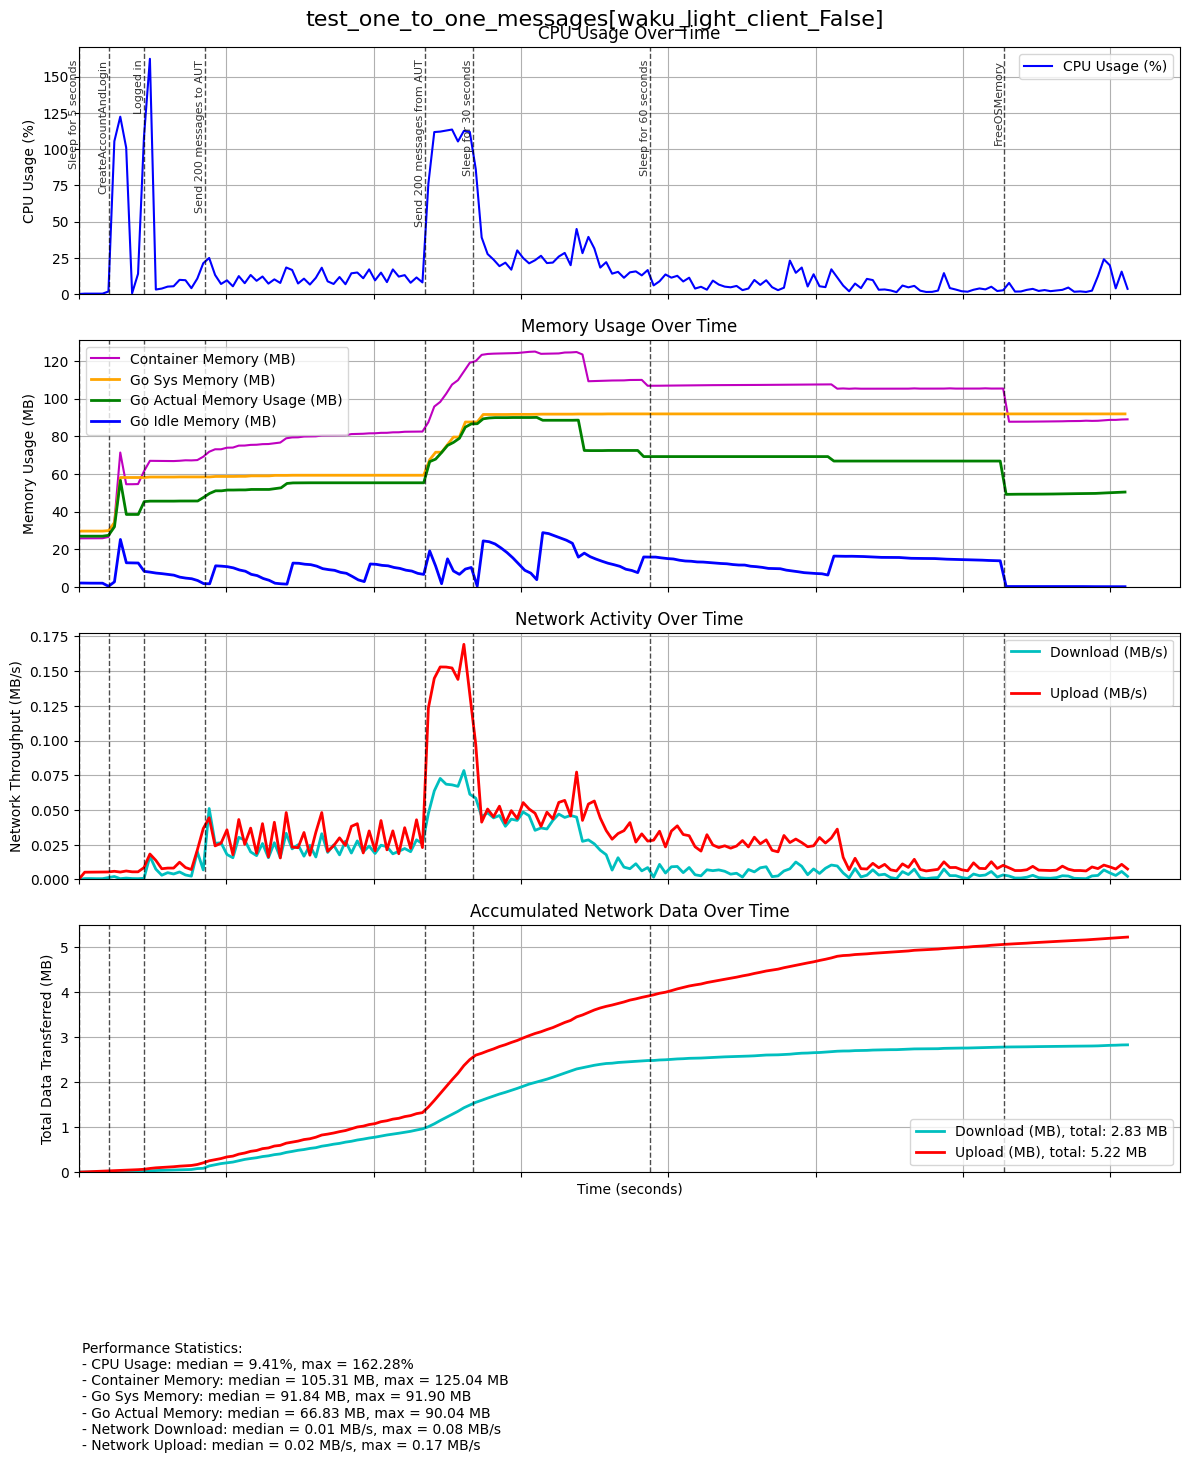 test_one_to_one_messages[waku_light_client_False]
CPU Usage Over Time
CPU Usage (%)
150
125
100
75
50
25
0
Sleep for 5 seconds
CreateAccountAndLogin
Logged in
Send 200 messages to AUT
Send 200 messages from AUT
Sleep for 30 seconds
Sleep for 60 seconds
FreeOSMemory
CPU Usage (%)
Memory Usage Over Time
Memory Usage (MB)
120
100
80
60
40
20
0
Container Memory (MB)
Go Sys Memory (MB)
Go Actual Memory Usage (MB)
Go Idle Memory (MB)
Network Activity Over Time
Network Throughput (MB/s)
0.175
0.150
0.125
0.100
0.075
0.050
0.025
0.000
Download (MB/s)
Upload (MB/s)
Accumulated Network Data Over Time
Total Data Transferred (MB)
5
4
3
2
1
0
Download (MB), total: 2.83 MB
Upload (MB), total: 5.22 MB
Time (seconds)
Performance Statistics:
- CPU Usage: median = 9.41%, max = 162.28%
- Container Memory: median = 105.31 MB, max = 125.04 MB
- Go Sys Memory: median = 91.84 MB, max = 91.90 MB
- Go Actual Memory: median = 66.83 MB, max = 90.04 MB
- Network Download: median = 0.01 MB/s, max = 0.08 MB/s
- Network Upload: median = 0.02 MB/s, max = 0.17 MB/s